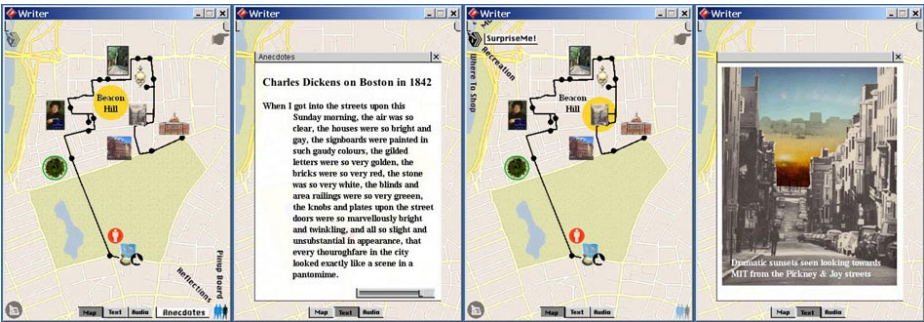 Writer
Beacon
Hill
Reflections
Pinup Board
Map Text Audio Anecdotes
Writer
Anecdotes
Charles Dickens on Boston in 1842
When I got into the streets upon this
Sunday morning, the air was so
clear, the houses were so bright and
gay, the signboards were painted in
such gaudy colours, the gilded
letters were so very golden, the
bricks were so very red, the stone
was so very white, the blinds and
area railings were so very greeen,
the knobs and plates upon the street
doors were so marvellously bright
and twinkling, and all so slight and
unsubstantial in appearance, that
every thouroghfare in the city
looked exactly like a scene in a
pantomime.
Map Text Audio
Writer
SurpriseMe!
Recreation
Where To Shop
Beacon
Hill
Map Text Audio
Writer
Dramatic sunsets seen looking towards
MIT from the Pickney & Joy streets
Map Text Audio